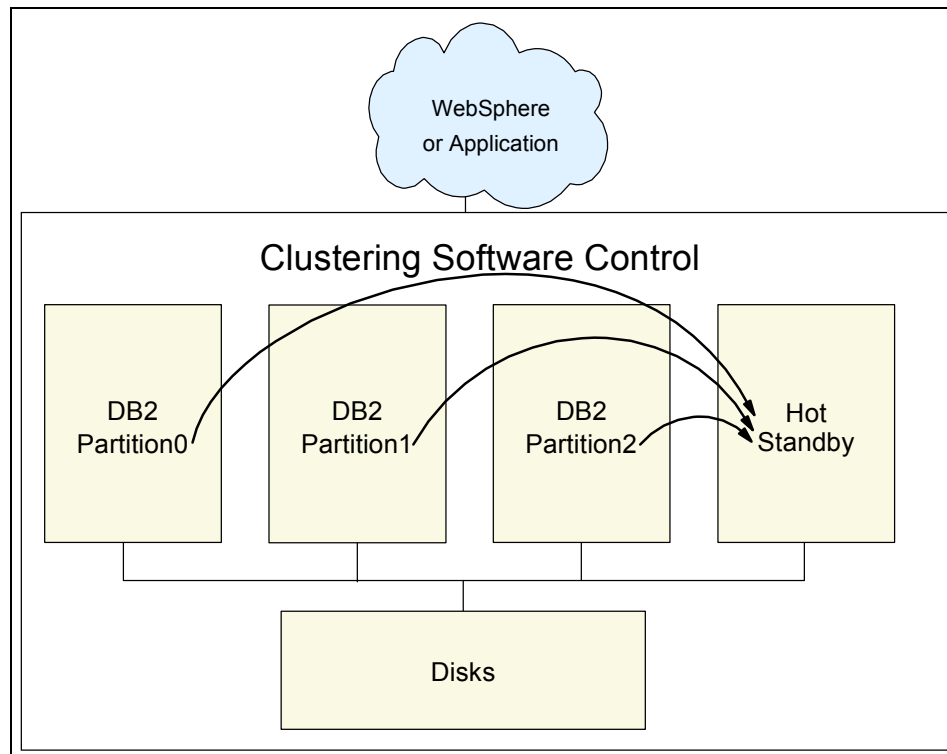 WebSphere
or Application
Clustering Software Control
DB2
Partition0
DB2
Partition1
DB2
Partition2
Hot
Standby
Disks